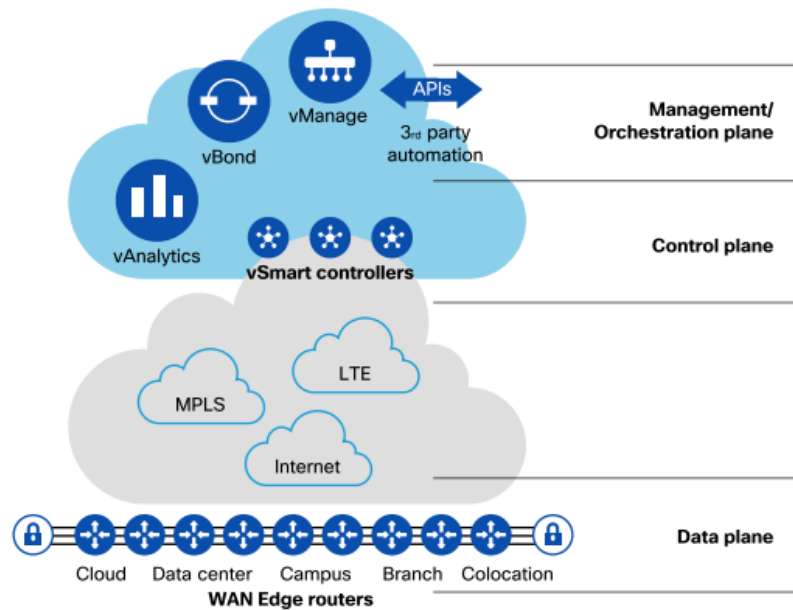 vManage
APIs
3rd party
automation
Management/
Orchestration plane
vBond
vAnalytics
Control plane
vSmart controllers
LTE
MPLS
Internet
Data plane
Cloud Data center Campus Branch Colocation
WAN Edge routers